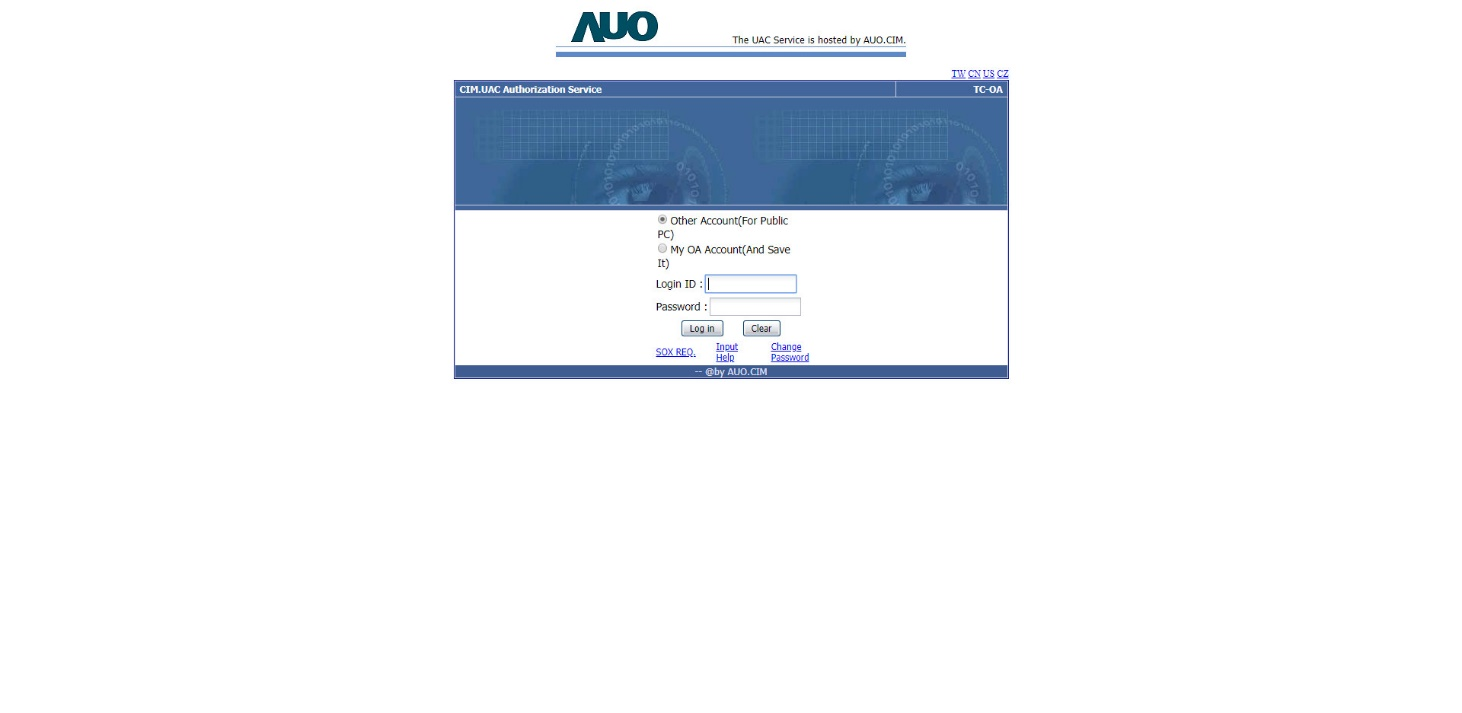 AUO
The UAC Service is hosted by AUO.CIM.
TW CN US CZ
CIM.UAC Authorization Service TC-OA
Other Account(For Public
PC)
My OA Account(And Save
It)
Login ID :
Password :
Log in Clear
SOX REQ. Input Help Change Password
-- @by AUO.CIM